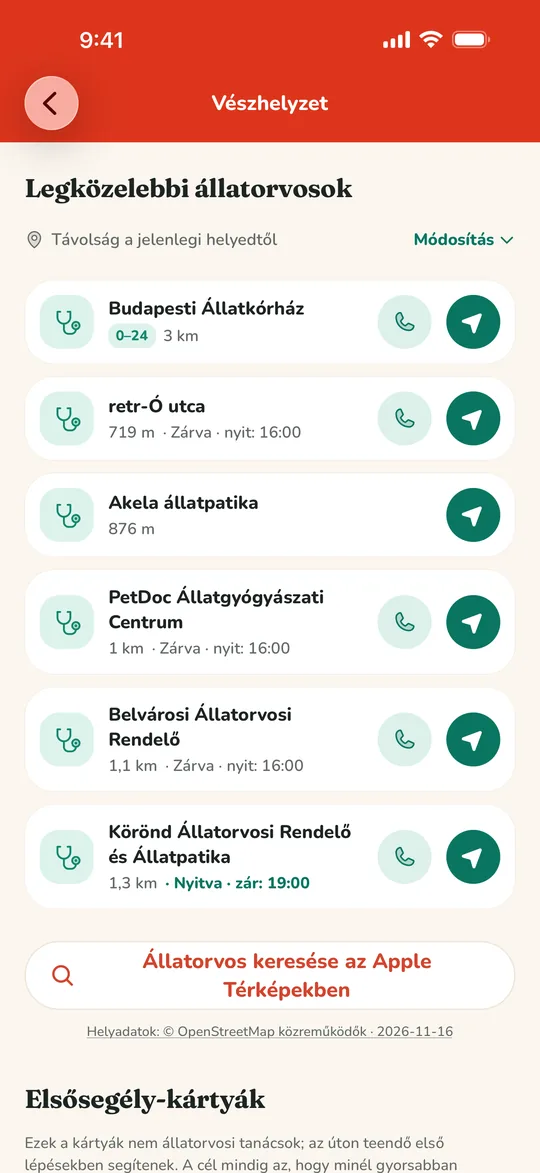 9:41
Vészhelyzet
Legközelebbi állatorvosok
Távolság a jelenlegi helyedtől
Módosítás
Budapesti Állatkórház
0–24 3 km
retr-Ó utca
719 m · Zárva · nyit: 16:00
Akela állatpatika
876 m
PetDoc Állatgyógyászati
Centrum
1 km · Zárva · nyit: 16:00
Belvárosi Állatorvosi
Rendelő
1,1 km · Zárva · nyit: 16:00
Körönd Állatorvosi Rendelő
és Állatpatika
1,3 km · Nyitva · zár: 19:00
Állatorvos keresése az Apple
Térképekben
Helyadatok: © OpenStreetMap közreműködők · 2026-11-16
Elsősegély-kártyák
Ezek a kártyák nem állatorvosi tanácsok; az úton teendő első
lépésekben segítenek. A cél mindig az, hogy minél gyorsabban